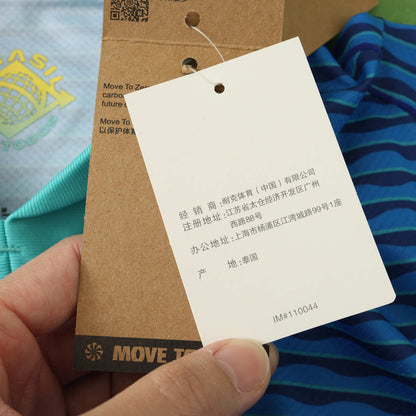 BRASIL
Move To Zero
carbo
future o
Move To
以保护体育
经 销 商:耐克体育(中国)有限公司
注册地址:江苏省太仓经济开发区广州
西路88号
办公地址:上海市杨浦区江湾城路99号1座
产 地:泰国
IM#110044
MOVE TO